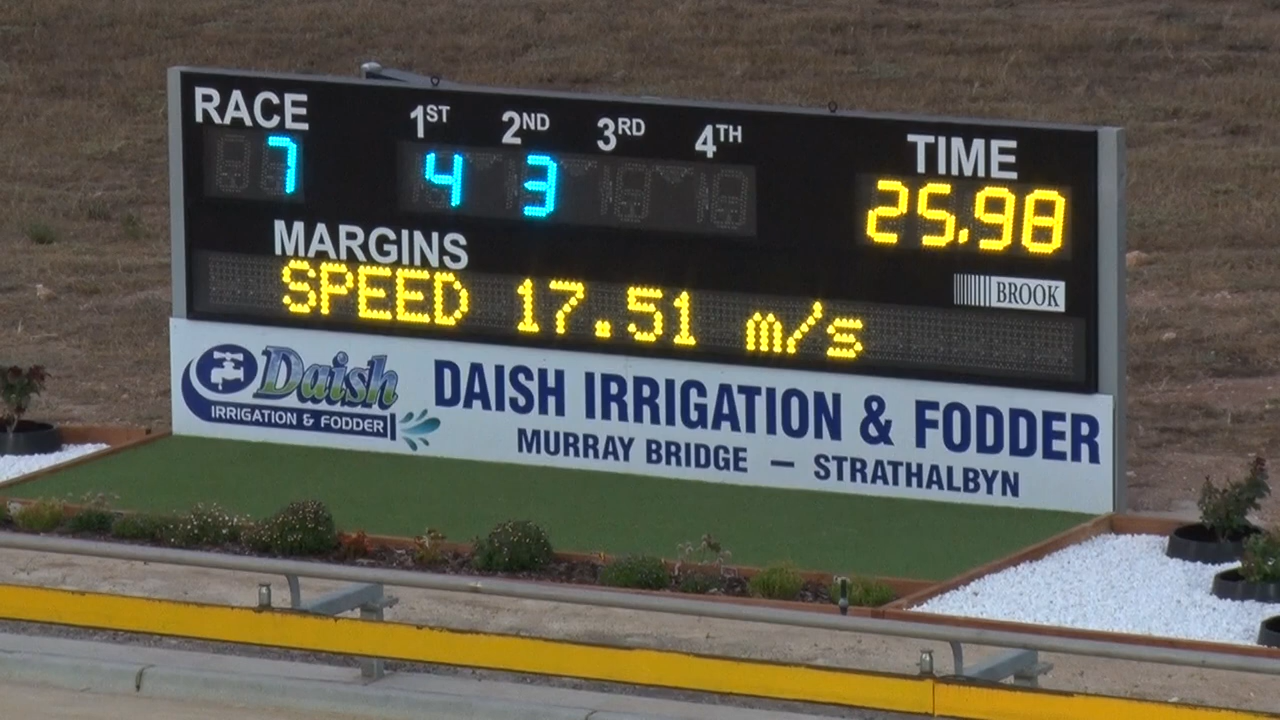 RACE 1ST 2ND 3RD 4TH TIME
7 4 3 25.98
MARGINS
BROOK
SPEED 17.51 m/s
Daish
IRRIGATION & FODDER
DAISH IRRIGATION & FODDER
MURRAY BRIDGE – STRATHALBYN